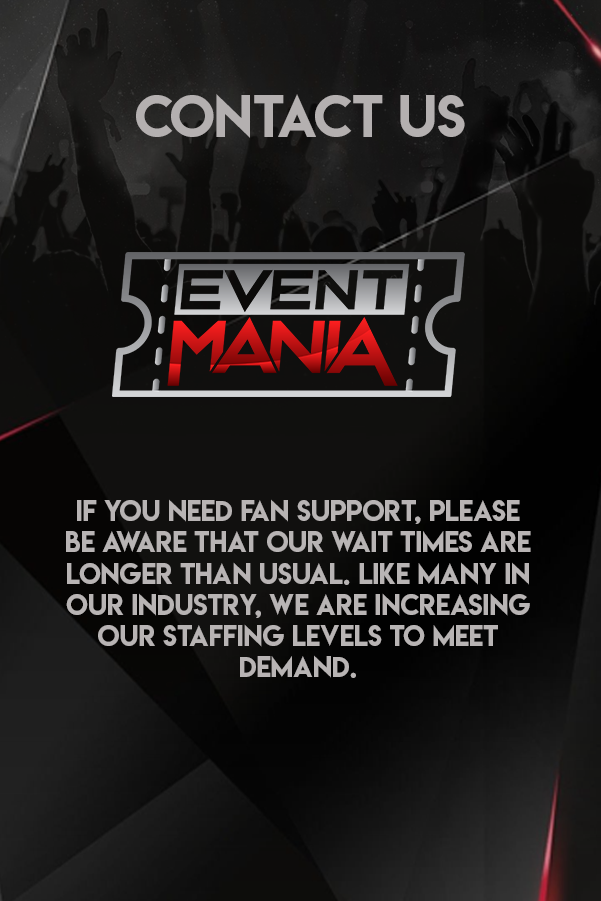 CONTACT US
EVENT
MANIA
IF YOU NEED FAN SUPPORT, PLEASE
BE AWARE THAT OUR WAIT TIMES ARE
LONGER THAN USUAL. LIKE MANY IN
OUR INDUSTRY, WE ARE INCREASING
OUR STAFFING LEVELS TO MEET
DEMAND.